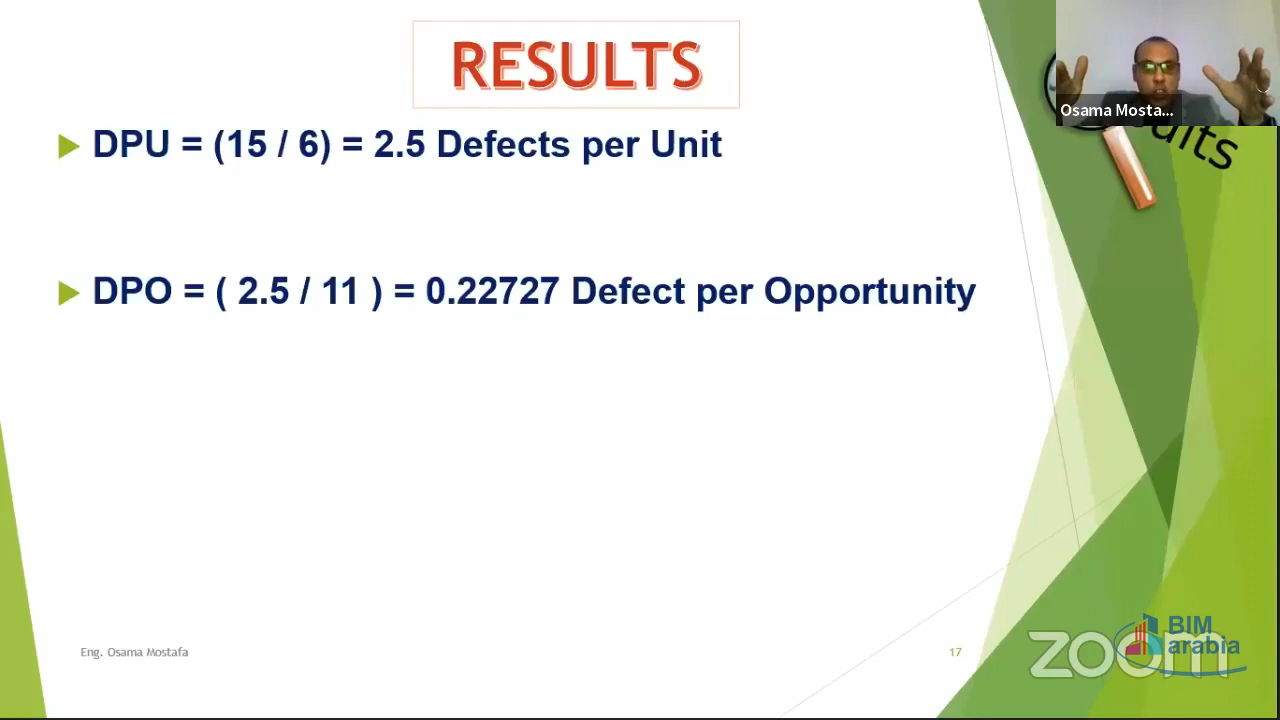 RESULTS
Osama Mosta...
DPU = (15 / 6) = 2.5 Defects per Unit
DPO = ( 2.5 / 11 ) = 0.22727 Defect per Opportunity
Eng. Osama Mostafa
17
zoom
BIM
arabia